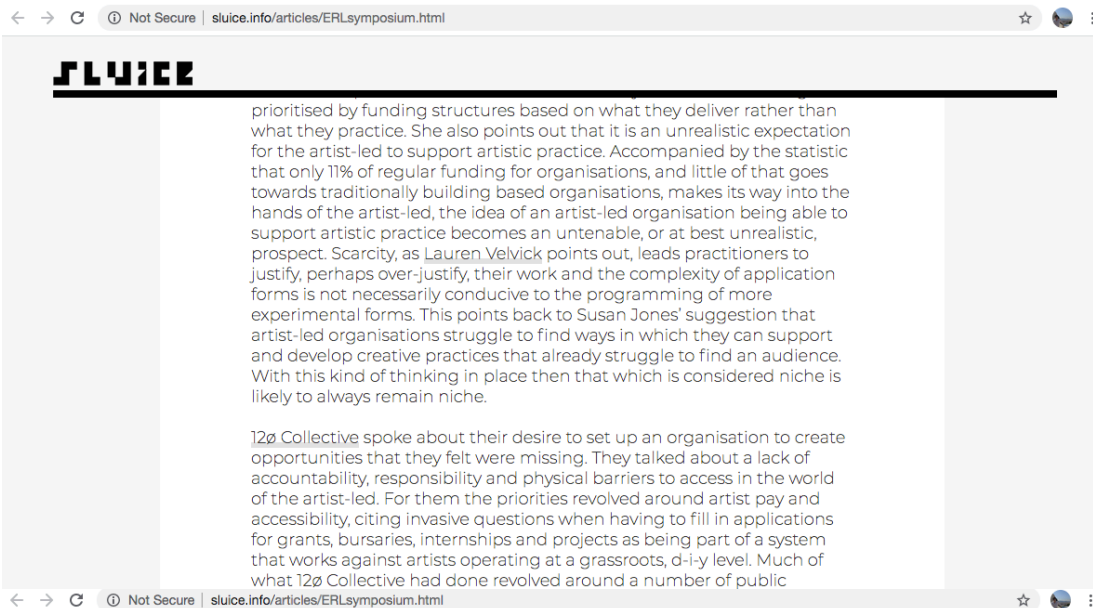 Not Secure | sluice.info/articles/ERLsymposium.html
SLUICE
prioritised by funding structures based on what they deliver rather than
what they practice. She also points out that it is an unrealistic expectation
for the artist-led to support artistic practice. Accompanied by the statistic
that only 11% of regular funding for organisations, and little of that goes
towards traditionally building based organisations, makes its way into the
hands of the artist-led, the idea of an artist-led organisation being able to
support artistic practice becomes an untenable, or at best unrealistic,
prospect. Scarcity, as Lauren Velvick points out, leads practitioners to
justify, perhaps over-justify, their work and the complexity of application
forms is not necessarily conducive to the programming of more
experimental forms. This points back to Susan Jones’ suggestion that
artist-led organisations struggle to find ways in which they can support
and develop creative practices that already struggle to find an audience.
With this kind of thinking in place then that which is considered niche is
likely to always remain niche.
12ø Collective spoke about their desire to set up an organisation to create
opportunities that they felt were missing. They talked about a lack of
accountability, responsibility and physical barriers to access in the world
of the artist-led. For them the priorities revolved around artist pay and
accessibility, citing invasive questions when having to fill in applications
for grants, bursaries, internships and projects as being part of a system
that works against artists operating at a grassroots, d-i-y level. Much of
what 12ø Collective had done revolved around a number of public
Not Secure | sluice.info/articles/ERLsymposium.html